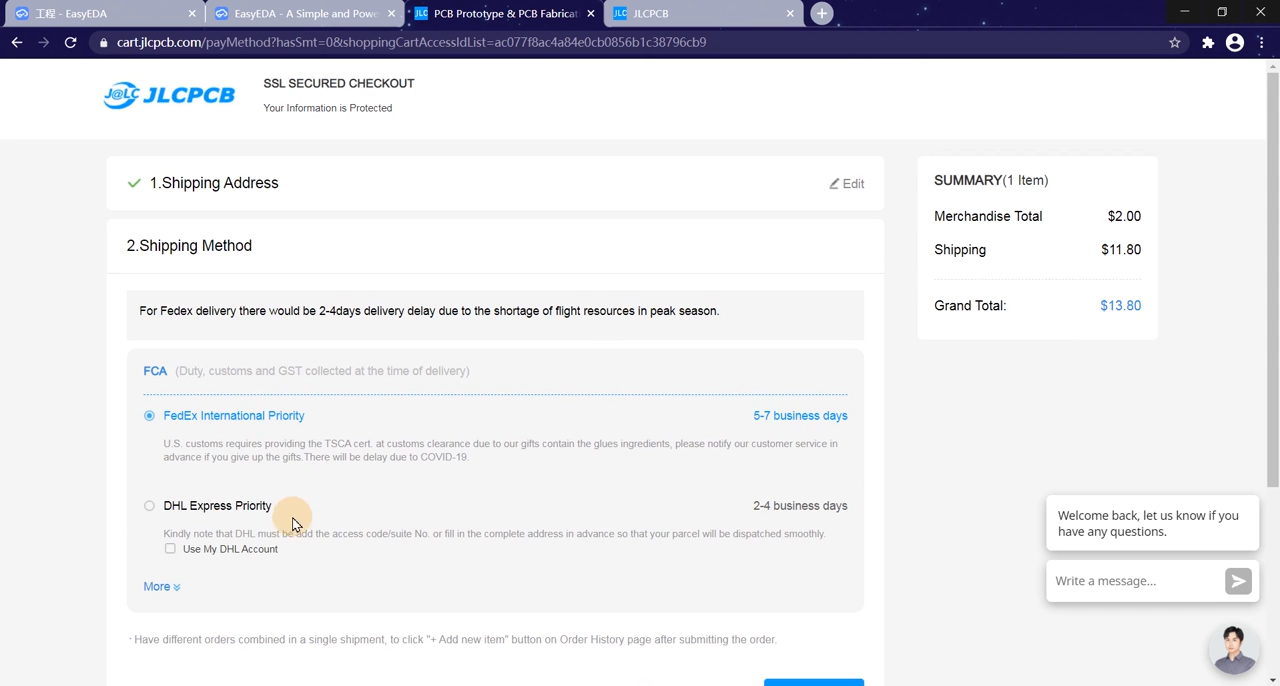 工程 - EasyEDA
EasyEDA - A Simple and Powe
JLC PCB Prototype & PCB Fabricat
JLC JLCPCB
cart.jlcpcb.com/payMethod?hasSmt=0&shoppingCartAccessIdList=ac077f8ac4a84e0cb0856b1c38796cb9
J@LC JLCPCB
SSL SECURED CHECKOUT
Your Information is Protected
1.Shipping Address
Edit
2.Shipping Method
For Fedex delivery there would be 2-4days delivery delay due to the shortage of flight resources in peak season.
FCA (Duty, customs and GST collected at the time of delivery)
FedEx International Priority 5-7 business days
U.S. customs requires providing the TSCA cert. at customs clearance due to our gifts contain the glues ingredients, please notify our customer service in
advance if you give up the gifts.There will be delay due to COVID-19.
DHL Express Priority 2-4 business days
Kindly note that DHL must be add the access code/suite No. or fill in the complete address in advance so that your parcel will be dispatched smoothly.
Use My DHL Account
More
· Have different orders combined in a single shipment, to click "+ Add new item" button on Order History page after submitting the order.
SUMMARY(1 Item)
Merchandise Total $2.00
Shipping $11.80
Grand Total: $13.80
Welcome back, let us know if you
have any questions.
Write a message...